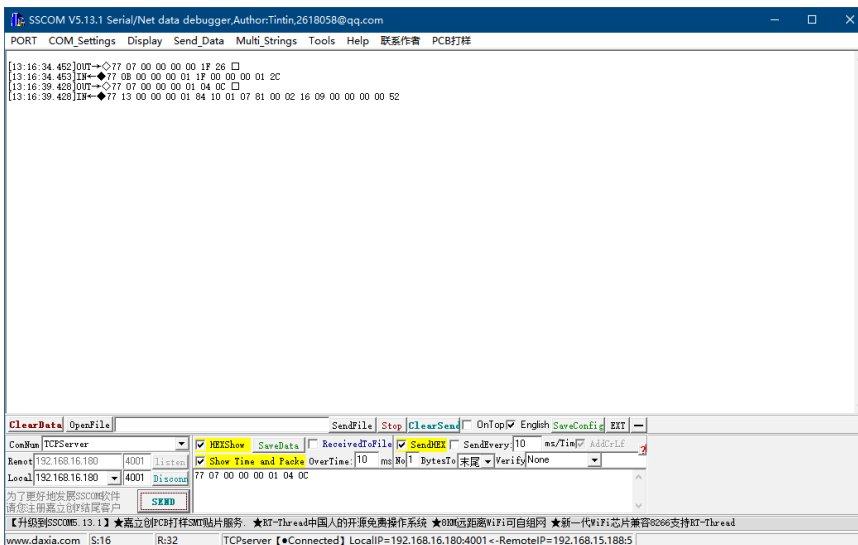 SSCOM V5.13.1 Serial/Net data debugger,Author:Tintin,2618058@qq.com
PORT COM_Settings Display Send_Data Multi_Strings Tools Help 联系作者 PCB打样
[13:16:34.452]OUT→◇77 07 00 00 00 00 1F 26 □
[13:16:34.453]IN←◆77 0B 00 00 00 01 1F 00 00 00 01 2C
[13:16:39.428]OUT→◇77 07 00 00 00 01 04 0C □
[13:16:39.428]IN←◆77 13 00 00 00 01 84 10 01 07 81 00 02 16 09 00 00 00 00 52
ClearData OpenFile SendFile Stop ClearSend OnTop English SaveConfig EXT —
ComNum TCPServer HEXShow SaveData ReceivedToFile SendHEX SendEvery: 10 ms/Tim AddCrLf
Remot 192.168.16.180 4001 listen Show Time and Packe OverTime: 10 ms No 1 BytesTo 末尾 Verify None
Local 192.168.16.180 4001 Disconn 77 07 00 00 00 01 04 0C
为了更好地发展SSCOM软件
请您注册嘉立创F结尾客户
SEND
【升级到SSCOM5.13.1】★嘉立创PCB打样SMT贴片服务. ★RT-Thread中国人的开源免费操作系统 ★8KM远距离WiFi可自组网 ★新一代WiFi芯片兼容8266支持RT-Thread
www.daxia.com S:16 R:32 TCPserver【●Connected】LocalIP=192.168.16.180:4001<-RemoteIP=192.168.15.188:5